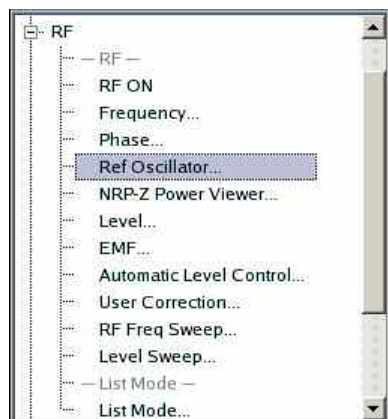 RF
— RF —
RF ON
Frequency...
Phase...
Ref Oscillator...
NRP-Z Power Viewer...
Level...
EMF...
Automatic Level Control...
User Correction...
RF Freq Sweep...
Level Sweep...
— List Mode —
List Mode...